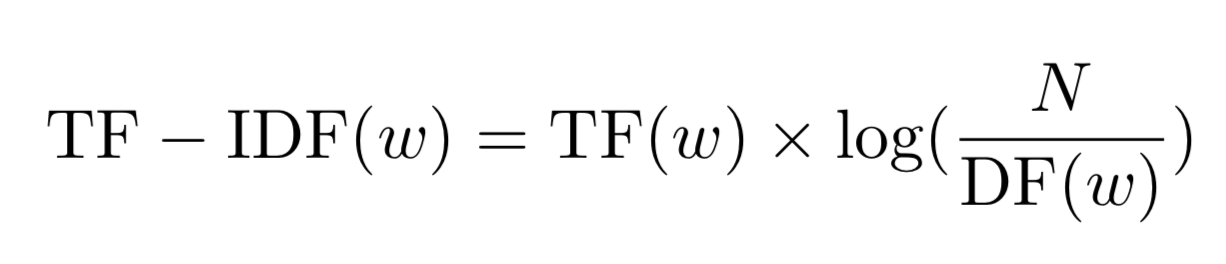 TF − IDF(w) = TF(w) × log(N/DF(w))